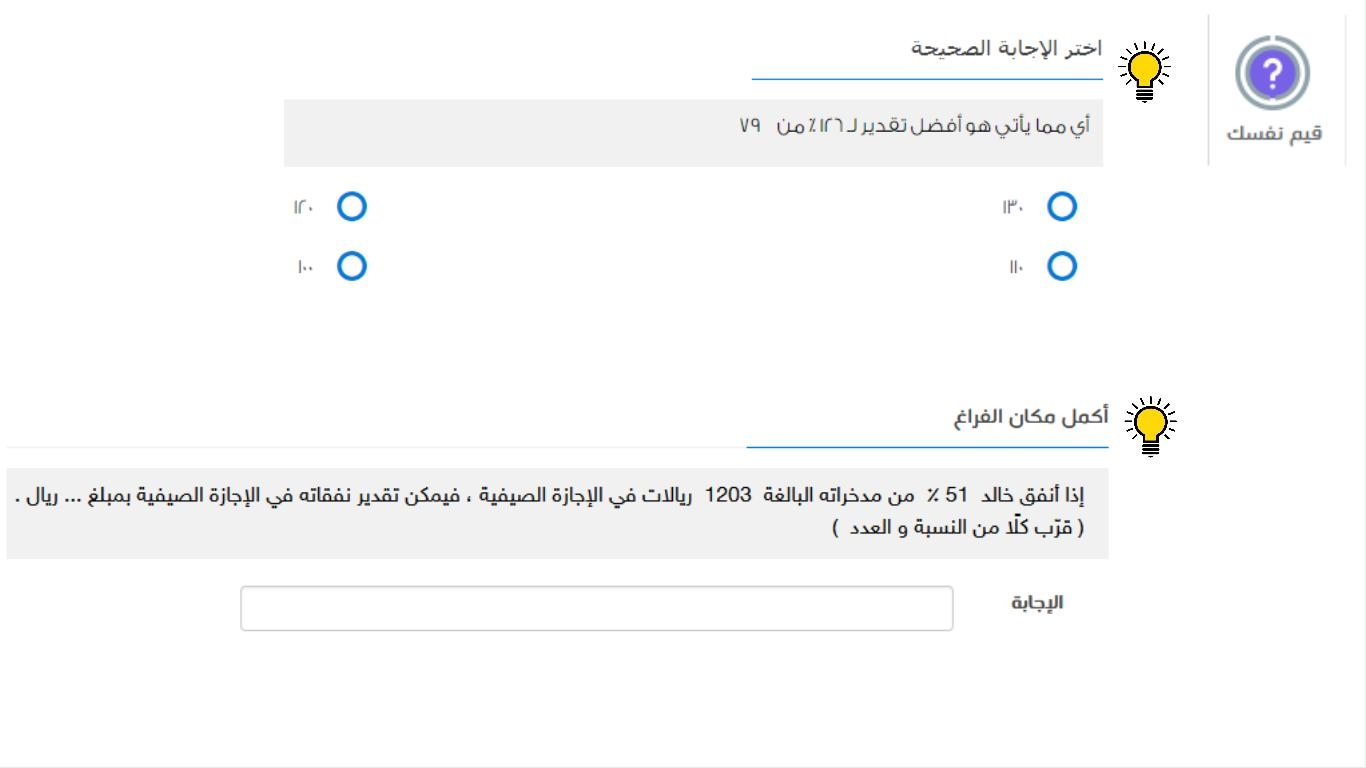 ?
قيم نفسك
اختر الإجابة الصحيحة
أي مما يأتي هو أفضل تقدير لـ ١٢٦٪ من ٧٩
١٣٠
١٢٠
١١٠
١٠٠
أكمل مكان الفراغ
إذا أنفق خالد 51 ٪ من مدخراته البالغة 1203 ريالات في الإجازة الصيفية ، فيمكن تقدير نفقاته في الإجازة الصيفية بمبلغ ... ريال .
( قرّب كلًّا من النسبة و العدد )
الإجابة